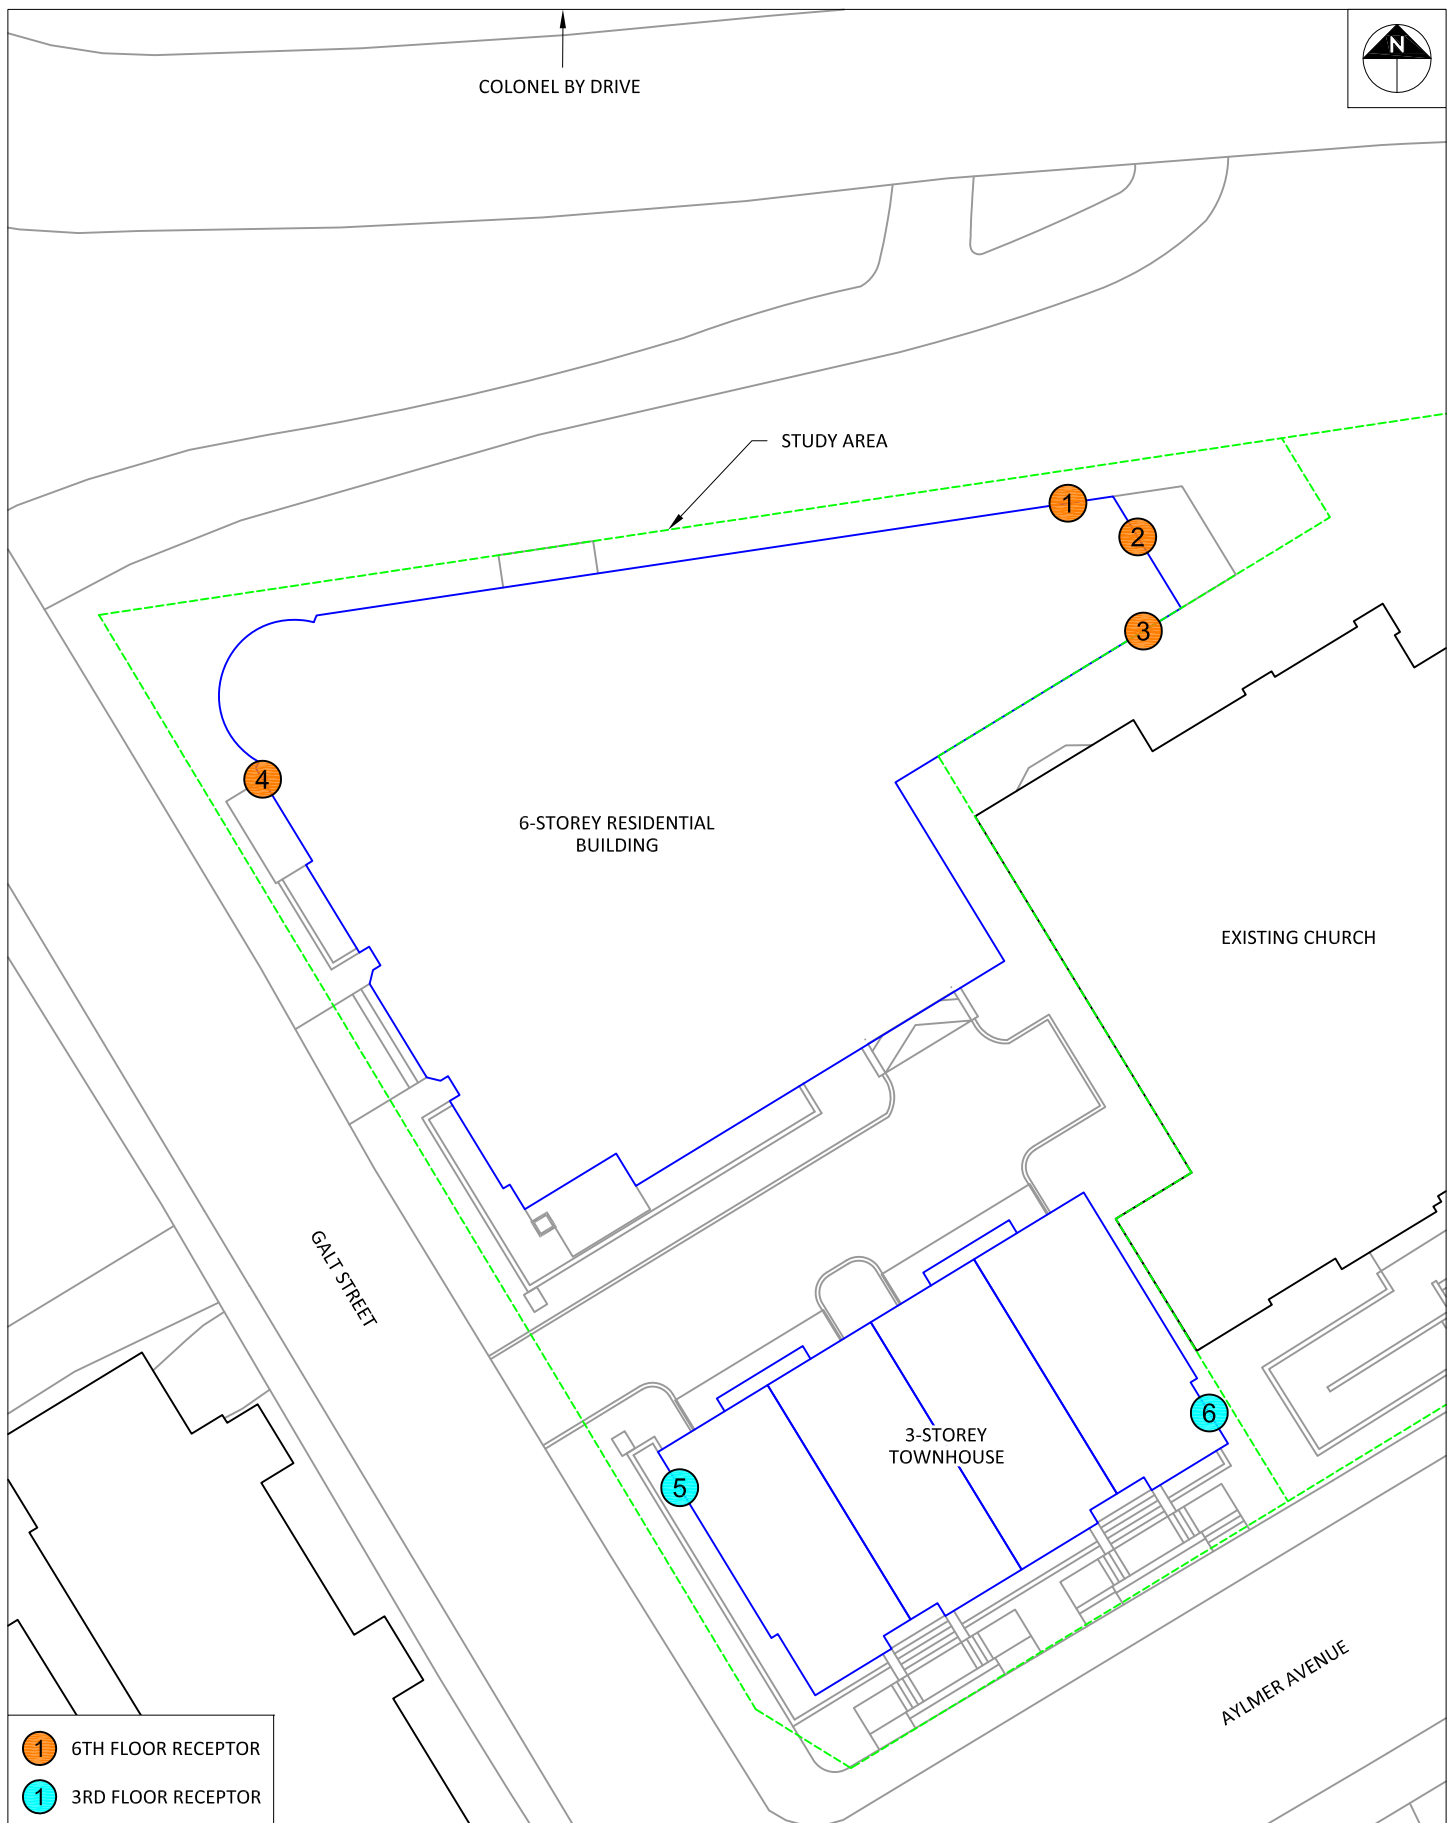 N
COLONEL BY DRIVE
STUDY AREA
1
2
3
4
6-STOREY RESIDENTIAL
BUILDING
EXISTING CHURCH
GALT STREET
6
3-STOREY
TOWNHOUSE
5
AYLMER AVENUE
1 6TH FLOOR RECEPTOR
1 3RD FLOOR RECEPTOR